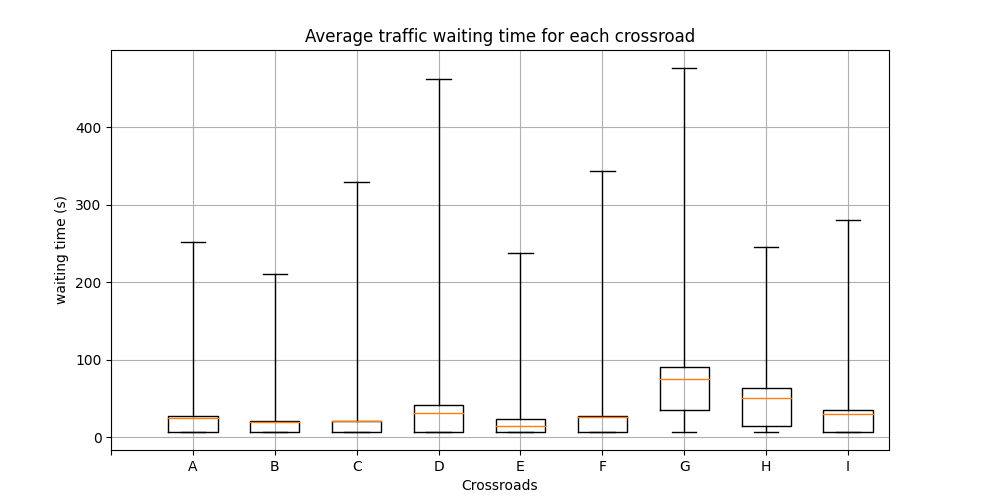 Average traffic waiting time for each crossroad
waiting time (s)
400
300
200
100
0
A B C D E F G H I
Crossroads